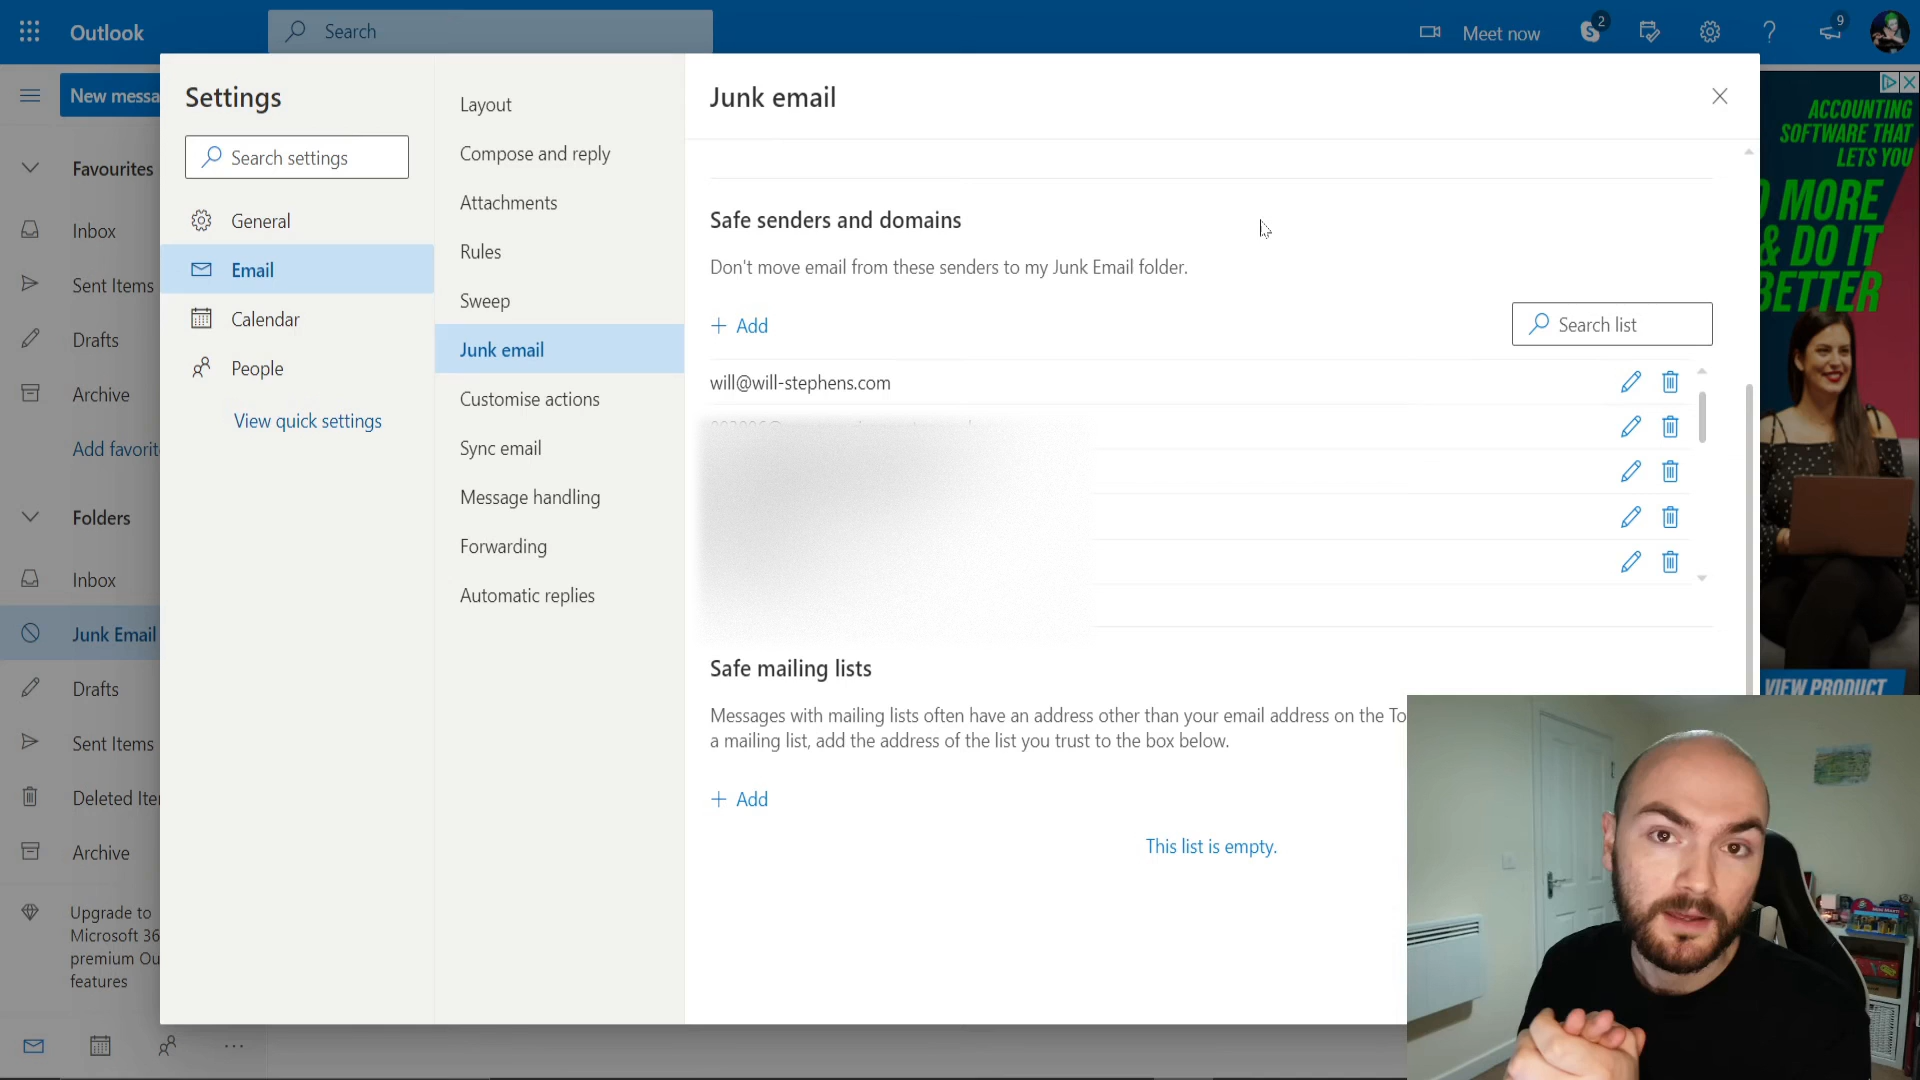 Outlook
Search
Meet now
2
9
New messa
Favourites
Inbox
Sent Items
Drafts
Archive
Add favorit
Folders
Inbox
Junk Email
Drafts
Sent Items
Deleted Ite
Archive
Upgrade to
Microsoft 36
premium Ou
features
Settings
Search settings
General
Email
Calendar
People
View quick settings
Layout
Compose and reply
Attachments
Rules
Sweep
Junk email
Customise actions
Sync email
Message handling
Forwarding
Automatic replies
Junk email
Safe senders and domains
Don't move email from these senders to my Junk Email folder.
Add
Search list
will@will-stephens.com
Safe mailing lists
Messages with mailing lists often have an address other than your email address on the To
a mailing list, add the address of the list you trust to the box below.
Add
This list is empty.
ACCOUNTING
SOFTWARE THAT
LETS YOU
MORE
& DO IT
BETTER
VIEW PRODUCT